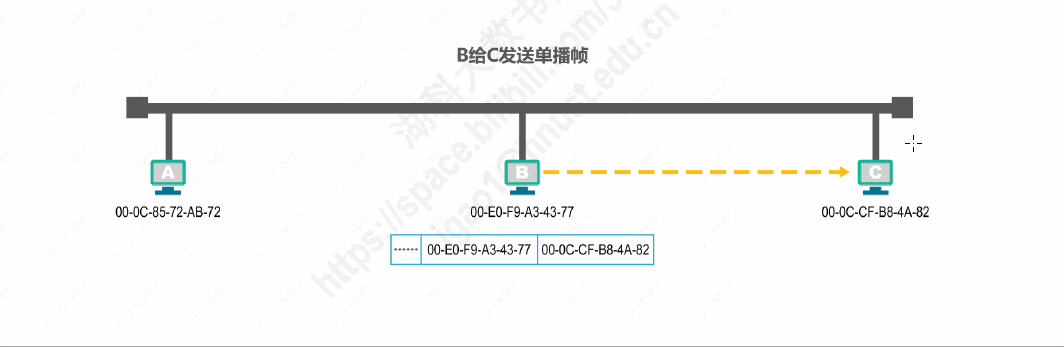 B给C发送单播帧
A
B
C
00-0C-85-72-AB-72
00-E0-F9-A3-43-77
00-0C-CF-B8-4A-82
······ 00-E0-F9-A3-43-77 00-0C-CF-B8-4A-82
湖科大教书
https://space.bilibili.com/3
igao1@hnust.edu.cn